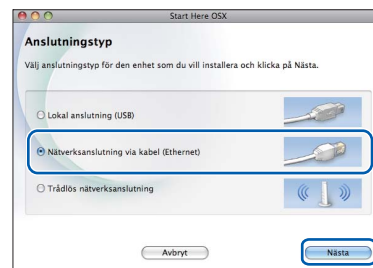 Start Here OSX
Anslutningstyp
Välj anslutningstyp för den enhet som du vill installera och klicka på Nästa.
Lokal anslutning (USB)
Nätverksanslutning via kabel (Ethernet)
Trådlös nätverksanslutning
Avbryt
Nästa